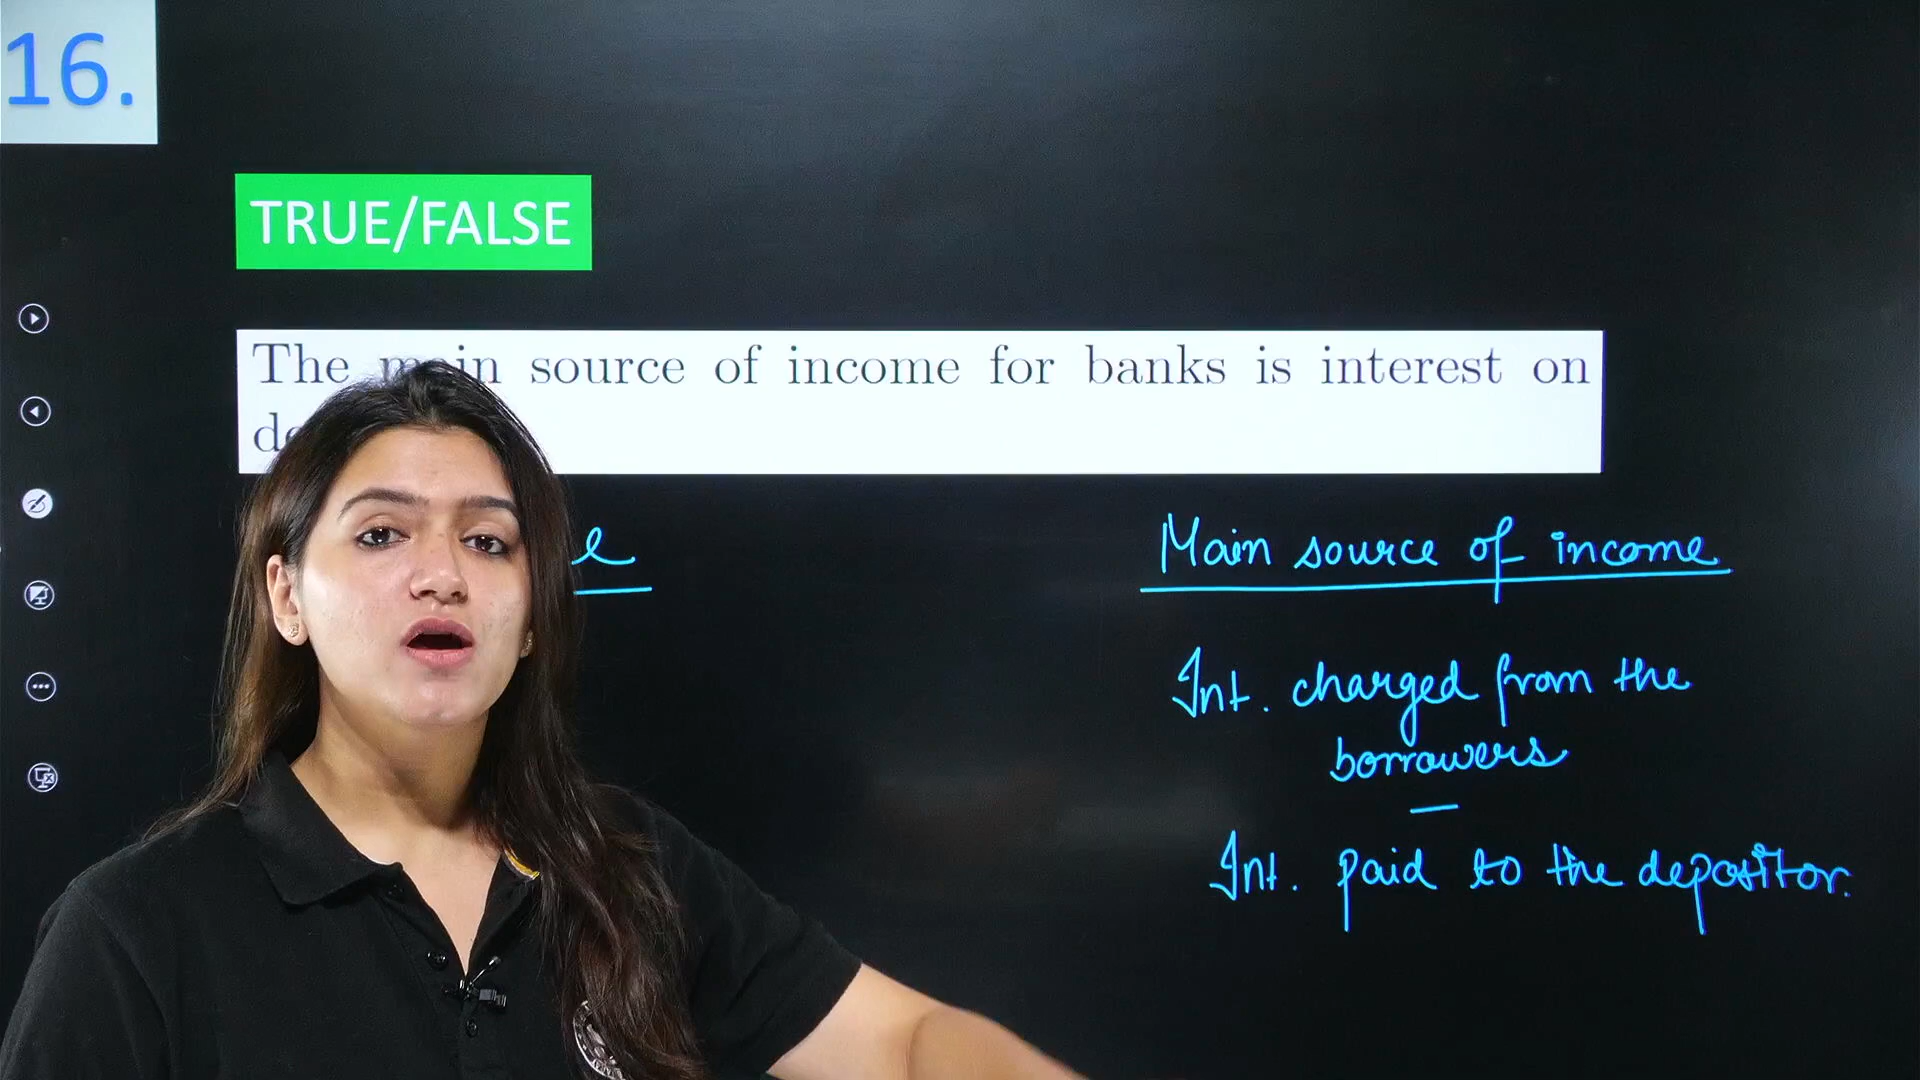 16.
TRUE/FALSE
The main source of income for banks is interest on
Main source of income
Int. charged from the
borrowers
—
Int. paid to the depositor.